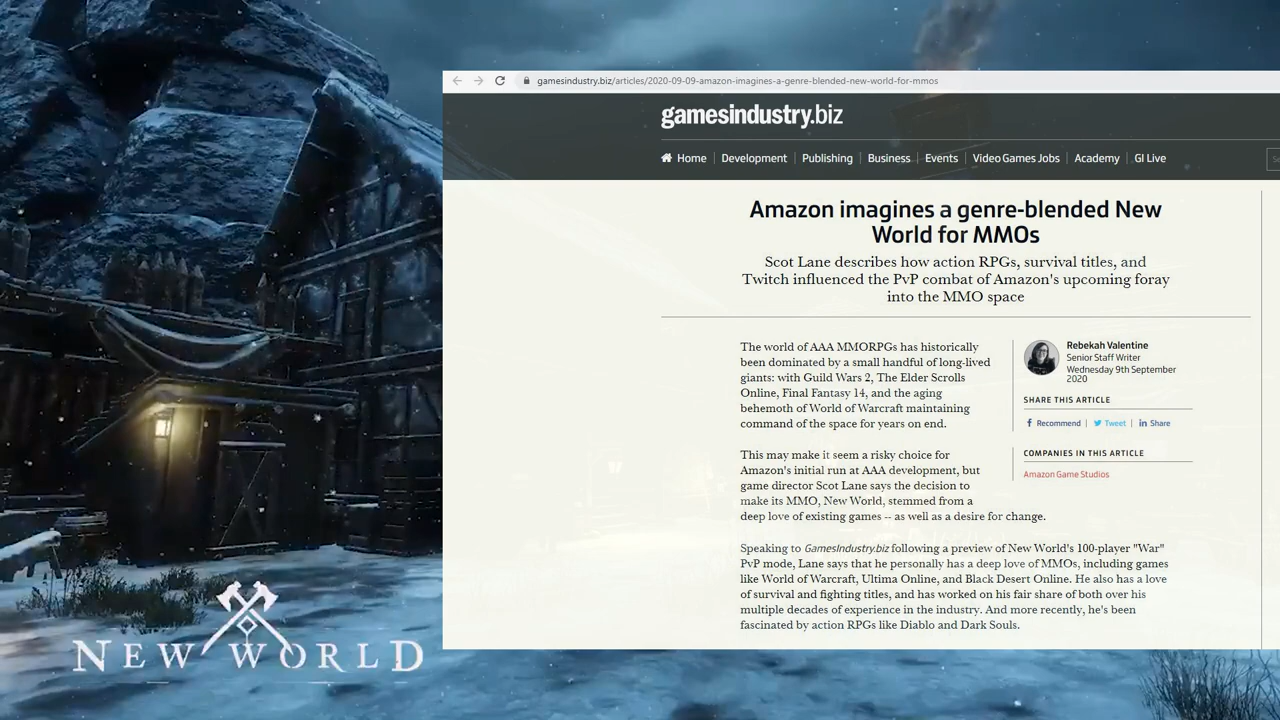 gamesindustry.biz/articles/2020-09-09-amazon-imagines-a-genre-blended-new-world-for-mmos
gamesindustry.biz
Home
Development
Publishing
Business
Events
Video Games Jobs
Academy
GI Live
Amazon imagines a genre-blended New
World for MMOs
Scot Lane describes how action RPGs, survival titles, and
Twitch influenced the PvP combat of Amazon's upcoming foray
into the MMO space
The world of AAA MMORPGs has historically
been dominated by a small handful of long-lived
giants: with Guild Wars 2, The Elder Scrolls
Online, Final Fantasy 14, and the aging
behemoth of World of Warcraft maintaining
command of the space for years on end.
This may make it seem a risky choice for
Amazon's initial run at AAA development, but
game director Scot Lane says the decision to
make its MMO, New World, stemmed from a
deep love of existing games -- as well as a desire for change.
Speaking to GamesIndustry.biz following a preview of New World's 100-player "War"
PvP mode, Lane says that he personally has a deep love of MMOs, including games
like World of Warcraft, Ultima Online, and Black Desert Online. He also has a love
of survival and fighting titles, and has worked on his fair share of both over his
multiple decades of experience in the industry. And more recently, he's been
fascinated by action RPGs like Diablo and Dark Souls.
Rebekah Valentine
Senior Staff Writer
Wednesday 9th September
2020
SHARE THIS ARTICLE
Recommend
Tweet
Share
COMPANIES IN THIS ARTICLE
Amazon Game Studios
NEW WORLD